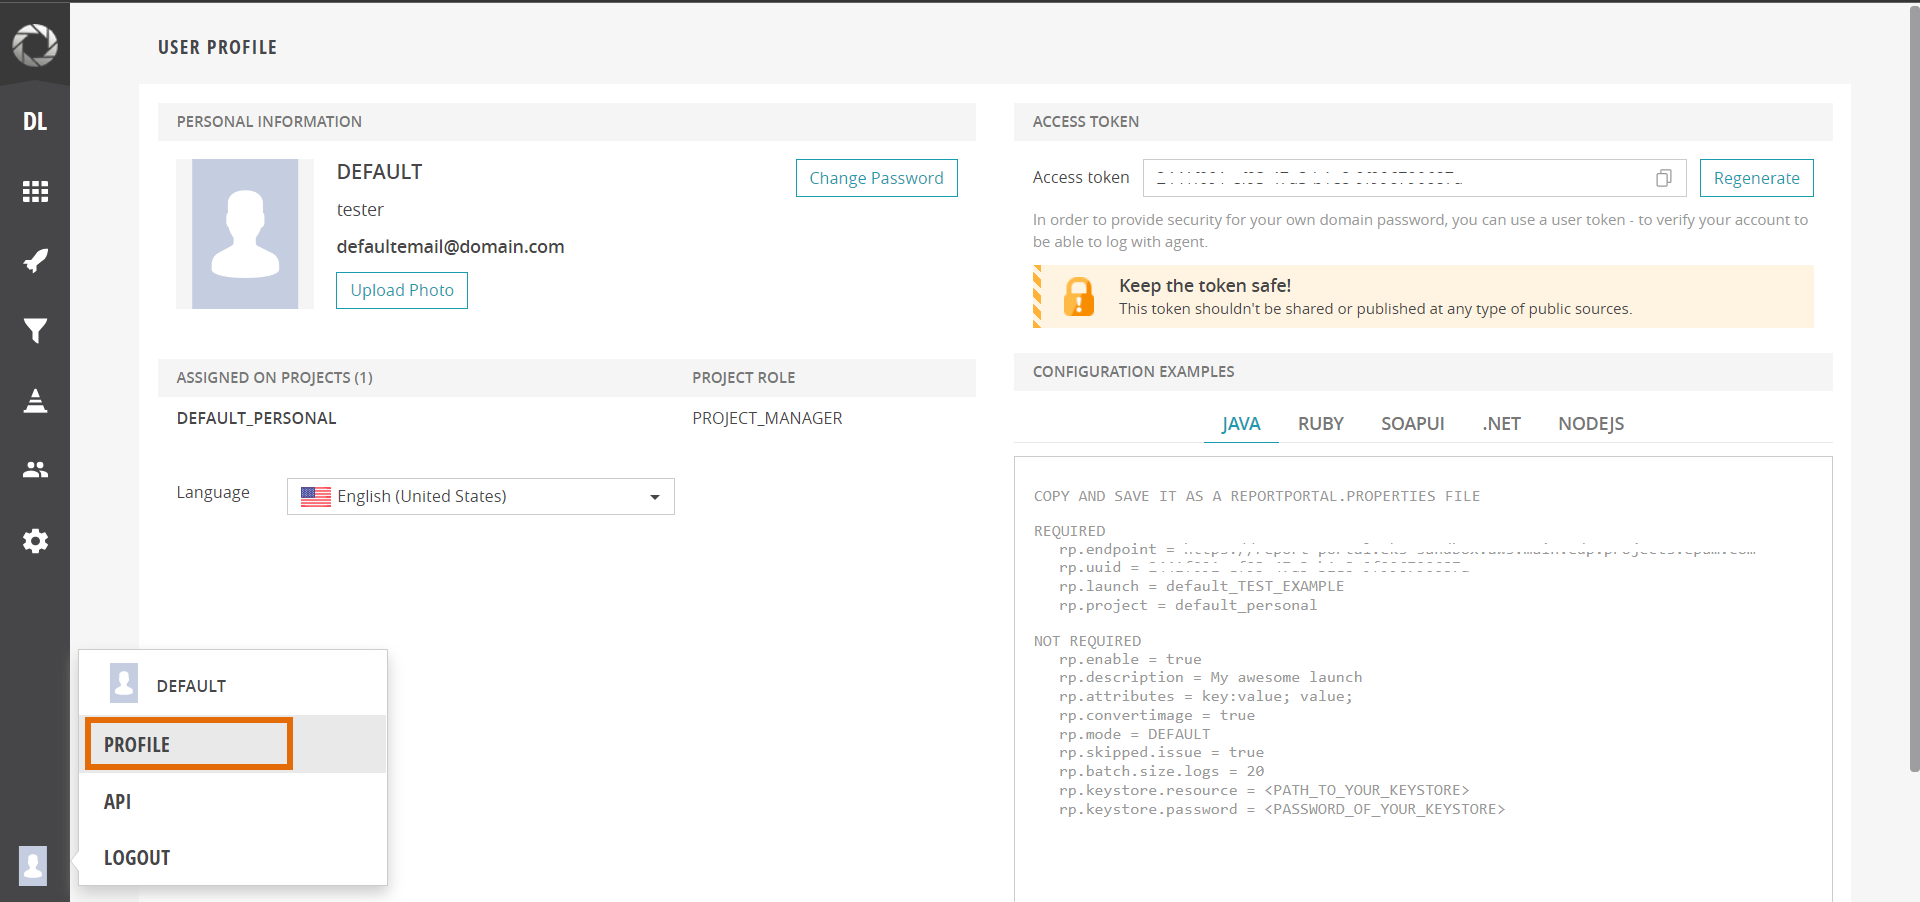 USER PROFILE
DL
PERSONAL INFORMATION
DEFAULT
Change Password
tester
defaultemail@domain.com
Upload Photo
ASSIGNED ON PROJECTS (1) PROJECT ROLE
DEFAULT_PERSONAL PROJECT_MANAGER
Language English (United States)
DEFAULT
PROFILE
API
LOGOUT
ACCESS TOKEN
Access token
Regenerate
In order to provide security for your own domain password, you can use a user token - to verify your account to
be able to log with agent.
Keep the token safe!
This token shouldn't be shared or published at any type of public sources.
CONFIGURATION EXAMPLES
JAVA RUBY SOAPUI .NET NODEJS
COPY AND SAVE IT AS A REPORTPORTAL.PROPERTIES FILE
REQUIRED
rp.endpoint =
rp.uuid =
rp.launch = default_TEST_EXAMPLE
rp.project = default_personal
NOT REQUIRED
rp.enable = true
rp.description = My awesome launch
rp.attributes = key:value; value;
rp.convertimage = true
rp.mode = DEFAULT
rp.skipped.issue = true
rp.batch.size.logs = 20
rp.keystore.resource = <PATH_TO_YOUR_KEYSTORE>
rp.keystore.password = <PASSWORD_OF_YOUR_KEYSTORE>